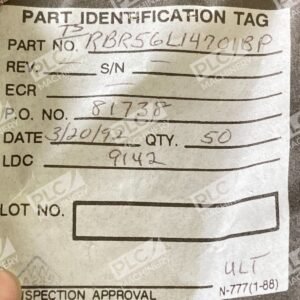 PART IDENTIFICATION TAG
T3
PART NO. RBR56L14701BP
REV — S/N —
ECR —
P.O. NO. 81738
DATE 3/20/92 QTY. 50
LDC 9142
LOT NO.
ULT
INSPECTION APPROVAL N-777(1-88)